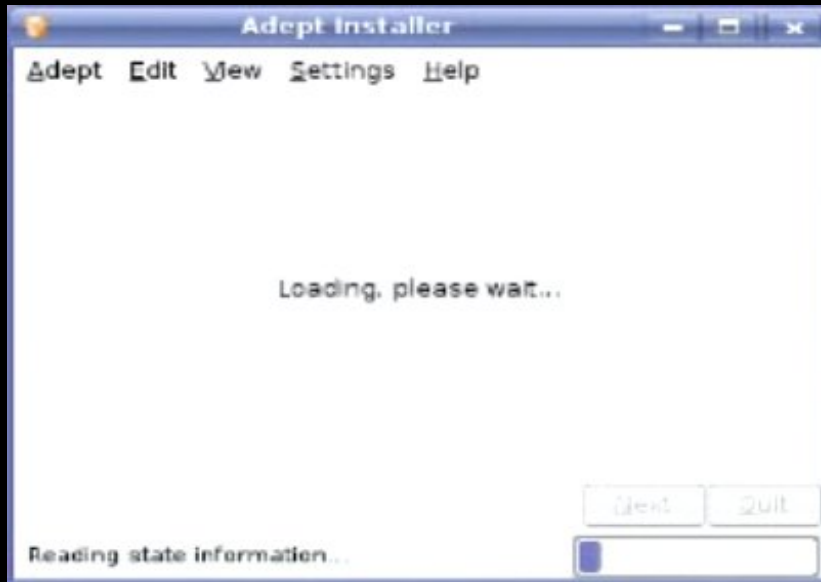 Adept Installer
Adept Edit View Settings Help
Loading, please wait...
Next Quit
Reading state information...